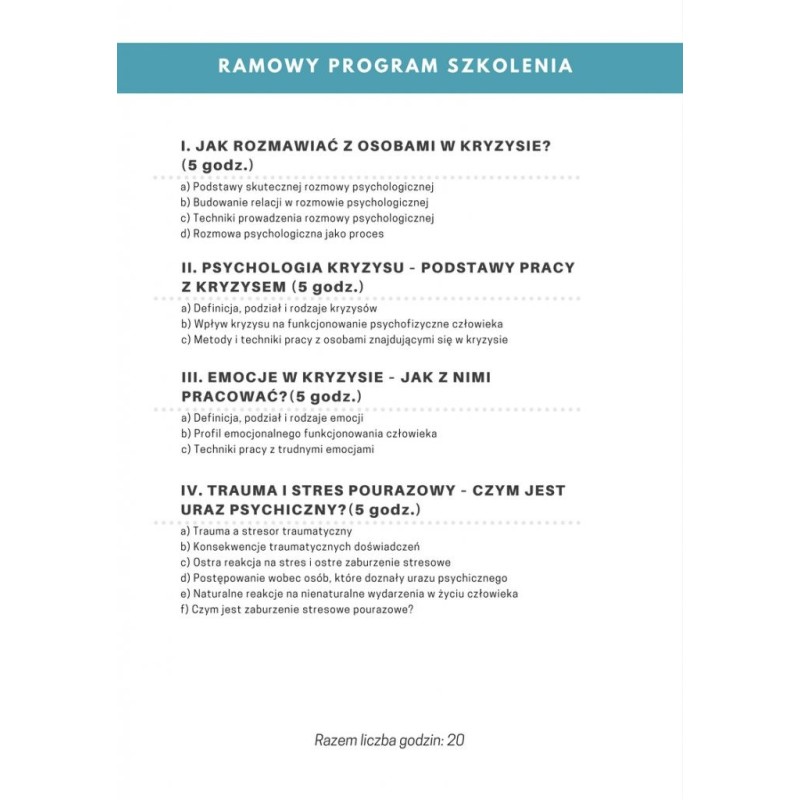 RAMOWY PROGRAM SZKOLENIA
I. JAK ROZMAWIAĆ Z OSOBAMI W KRYZYSIE?
(5 godz.)
a) Podstawy skutecznej rozmowy psychologicznej
b) Budowanie relacji w rozmowie psychologicznej
c) Techniki prowadzenia rozmowy psychologicznej
d) Rozmowa psychologiczna jako proces
II. PSYCHOLOGIA KRYZYSU - PODSTAWY PRACY
Z KRYZYSEM (5 godz.)
a) Definicja, podział i rodzaje kryzysów
b) Wpływ kryzysu na funkcjonowanie psychofizyczne człowieka
c) Metody i techniki pracy z osobami znajdującymi się w kryzysie
III. EMOCJE W KRYZYSIE - JAK Z NIMI
PRACOWAĆ?(5 godz.)
a) Definicja, podział i rodzaje emocji
b) Profil emocjonalnego funkcjonowania człowieka
c) Techniki pracy z trudnymi emocjami
IV. TRAUMA I STRES POURAZOWY - CZYM JEST
URAZ PSYCHICZNY?(5 godz.)
a) Trauma a stresor traumatyczny
b) Konsekwencje traumatycznych doświadczeń
c) Ostra reakcja na stres i ostre zaburzenie stresowe
d) Postępowanie wobec osób, które doznały urazu psychicznego
e) Naturalne reakcje na nienaturalne wydarzenia w życiu człowieka
f) Czym jest zaburzenie stresowe pourazowe?
Razem liczba godzin: 20